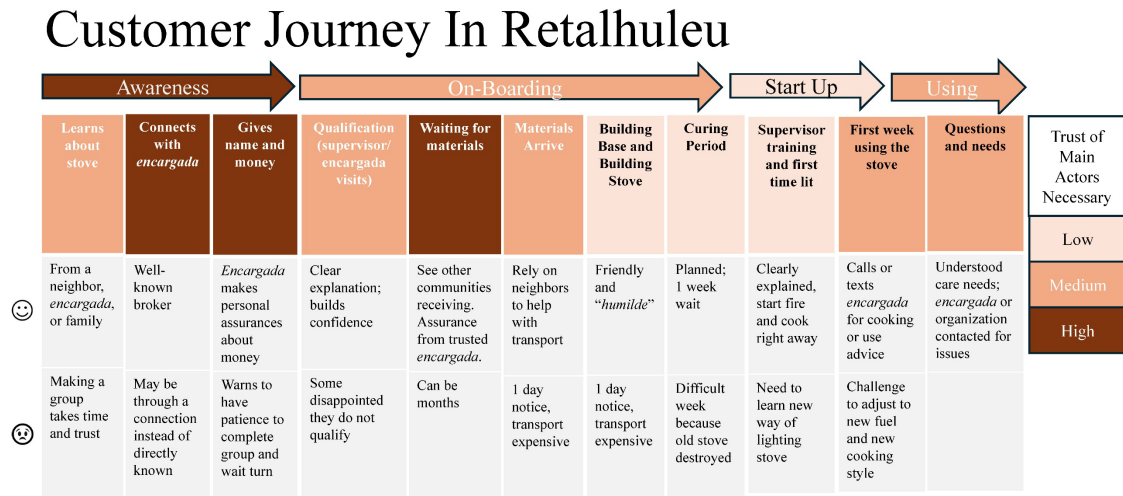 Customer Journey In Retalhuleu
Awareness
On-Boarding
Start Up
Using
Learns
about
stove
Connects
with
encargada
Gives
name and
money
Qualification
(supervisor/
encargada
visits)
Waiting for
materials
Materials
Arrive
Building
Base and
Building
Stove
Curing
Period
Supervisor
training
and first
time lit
First week
using the
stove
Questions
and needs
Trust of
Main
Actors
Necessary
Low
Medium
High
From a
neighbor,
encargada,
or family
Well-
known
broker
Encargada
makes
personal
assurances
about
money
Clear
explanation;
builds
confidence
See other
communities
receiving.
Assurance
from trusted
encargada.
Rely on
neighbors
to help
with
transport
Friendly
and
“humilde”
Planned;
1 week
wait
Clearly
explained,
start fire
and cook
right away
Calls or
texts
encargada
for cooking
or use
advice
Understood
care needs;
encargada or
organization
contacted for
issues
Making a
group
takes time
and trust
May be
through a
connection
instead of
directly
known
Warns to
have
patience to
complete
group and
wait turn
Some
disappointed
they do not
qualify
Can be
months
1 day
notice,
transport
expensive
1 day
notice,
transport
expensive
Difficult
week
because
old stove
destroyed
Need to
learn new
way of
lighting
stove
Challenge
to adjust to
new fuel
and new
cooking
style